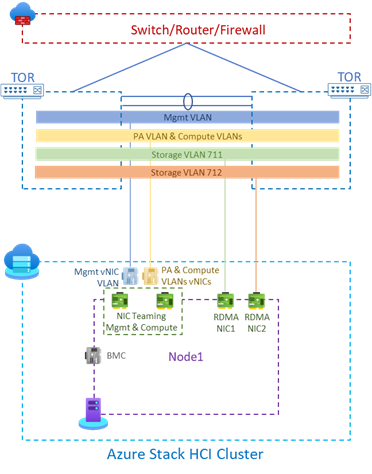 Switch/Router/Firewall
TOR
TOR
Mgmt VLAN
PA VLAN & Compute VLANs
Storage VLAN 711
Storage VLAN 712
Mgmt vNIC
VLAN
PA & Compute
VLANs vNICs
NIC Teaming
Mgmt & Compute
RDMA
NIC1
RDMA
NIC2
BMC
Node1
Azure Stack HCI Cluster